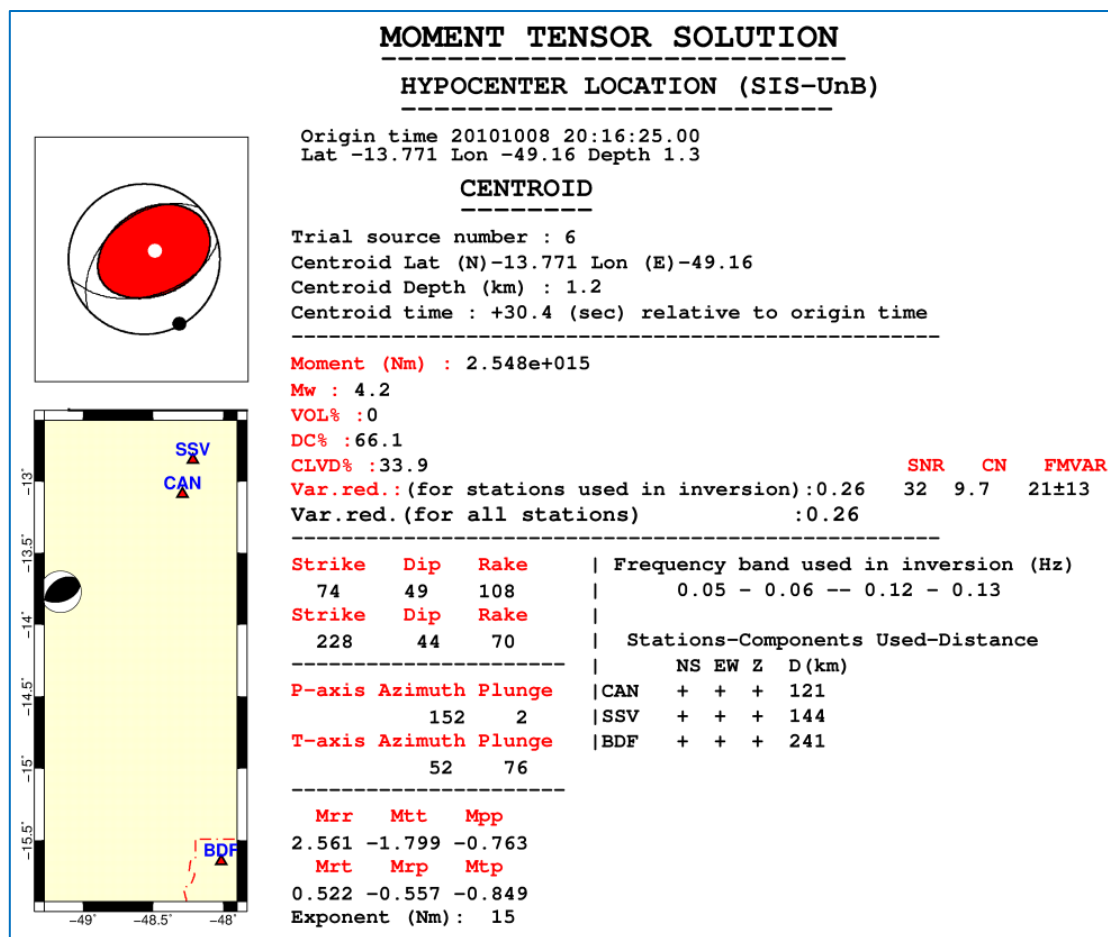 MOMENT TENSOR SOLUTION
HYPOCENTER LOCATION (SIS-UnB)
Origin time 20101008 20:16:25.00
Lat -13.771 Lon -49.16 Depth 1.3
CENTROID
Trial source number : 6
Centroid Lat (N)-13.771 Lon (E)-49.16
Centroid Depth (km) : 1.2
Centroid time : +30.4 (sec) relative to origin time
Moment (Nm) : 2.548e+015
Mw : 4.2
VOL% :0
DC% :66.1
CLVD% :33.9 SNR CN FMVAR
Var.red.:(for stations used in inversion):0.26 32 9.7 21±13
Var.red.(for all stations) :0.26
Strike Dip Rake | Frequency band used in inversion (Hz)
74 49 108 | 0.05 - 0.06 -- 0.12 - 0.13
Strike Dip Rake |
228 44 70 | Stations-Components Used-Distance
| NS EW Z D(km)
P-axis Azimuth Plunge |CAN + + + 121
152 2 |SSV + + + 144
T-axis Azimuth Plunge |BDF + + + 241
52 76
Mrr Mtt Mpp
2.561 -1.799 -0.763
Mrt Mrp Mtp
0.522 -0.557 -0.849
Exponent (Nm): 15
SSV
CAN
BDF
-13°
-13.5°
-14°
-14.5°
-15°
-15.5°
-49° -48.5° -48°